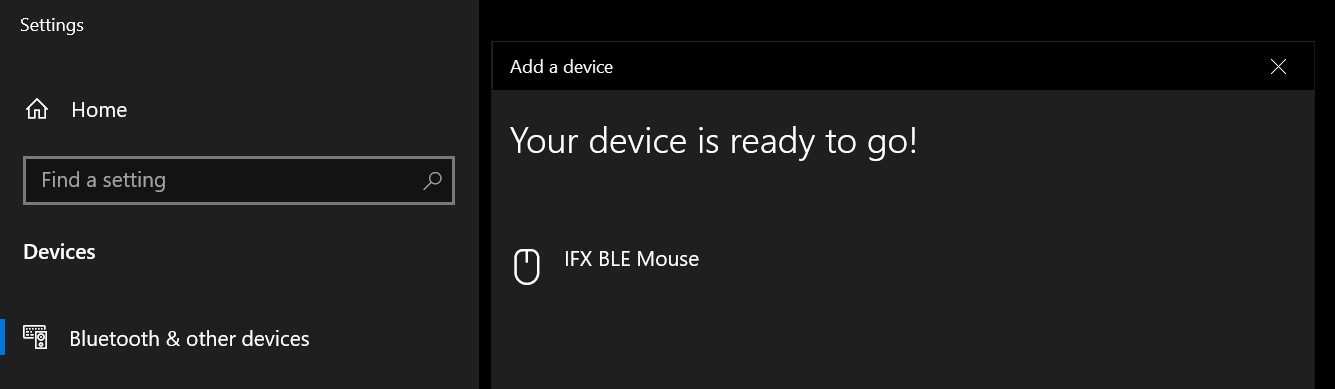 Settings
Home
Find a setting
Devices
Bluetooth & other devices
Add a device
Your device is ready to go!
IFX BLE Mouse